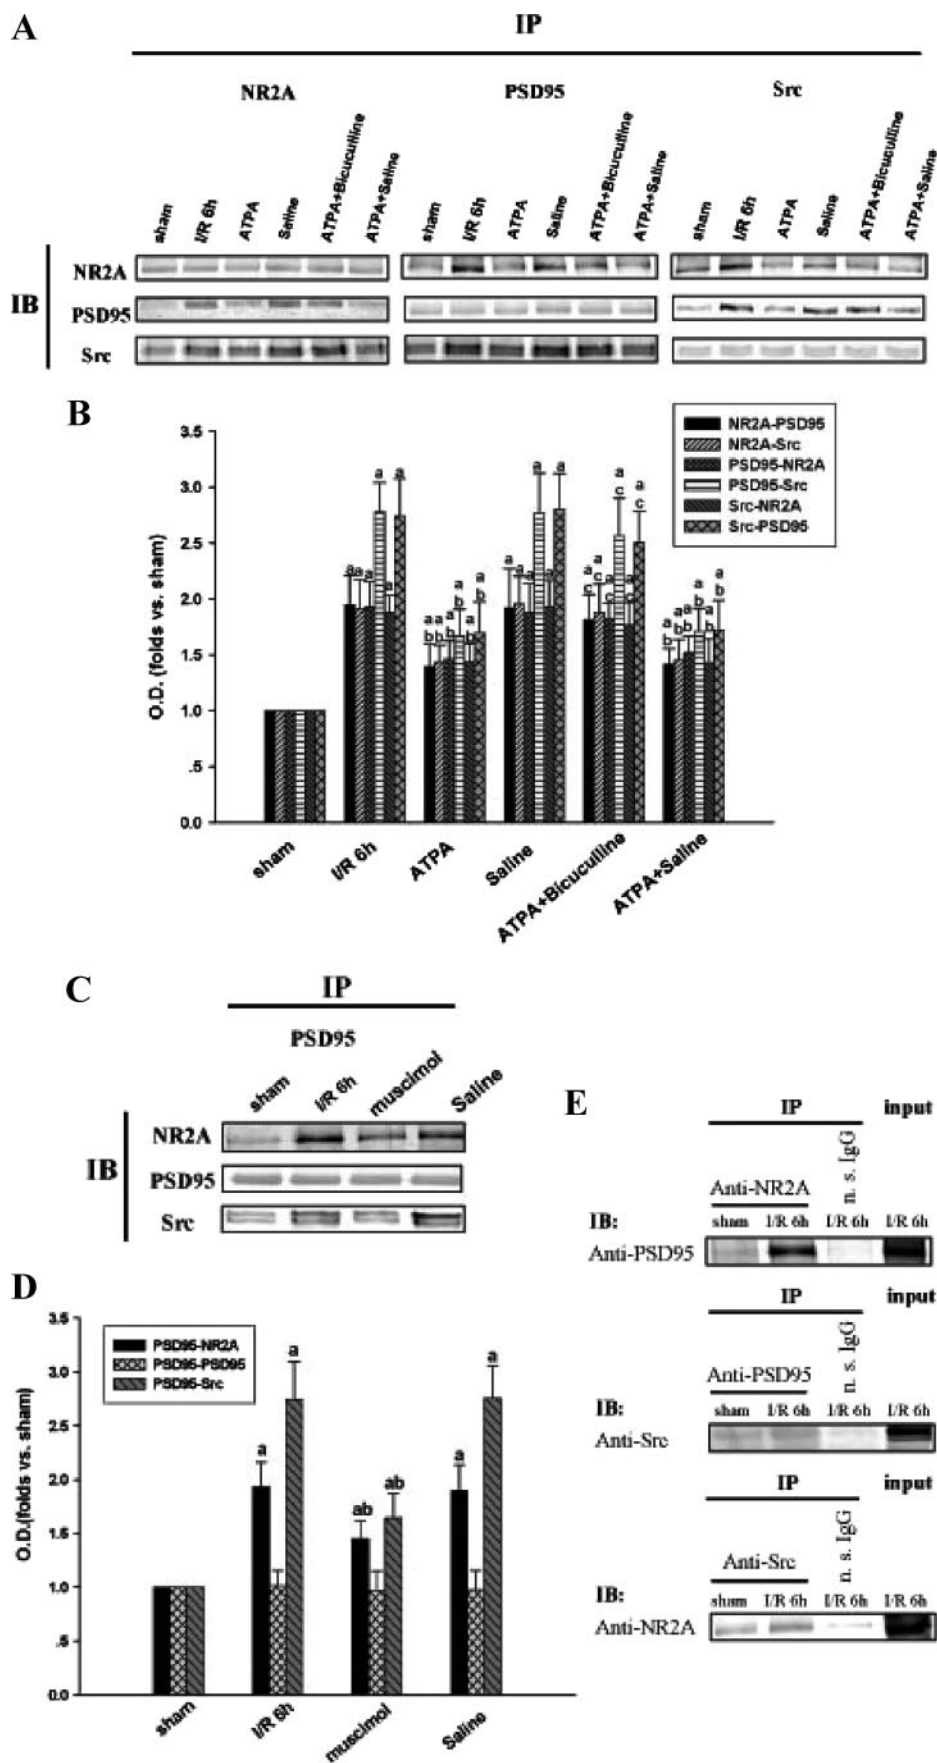 A
IP
NR2A PSD95 Src
sham I/R 6h ATPA Saline ATPA+Bicuculline ATPA+Saline sham I/R 6h ATPA Saline ATPA+Bicuculline ATPA+Saline sham I/R 6h ATPA Saline ATPA+Bicuculline ATPA+Saline
IB
NR2A
PSD95
Src
B
O.D. (folds vs. sham)
3.5
3.0
2.5
2.0
1.5
1.0
.5
0.0
NR2A-PSD95
NR2A-Src
PSD95-NR2A
PSD95-Src
Src-NR2A
Src-PSD95
a a a a a a
a b a b a b a b a b a b
a a a a a a
a c a c a c a c a c a c
a b a b a b a b a b a b
sham I/R 6h ATPA Saline ATPA+Bicuculline ATPA+Saline
C
IP
PSD95
sham I/R 6h muscimol Saline
IB
NR2A
PSD95
Src
D
O.D.(folds vs. sham)
3.5
3.0
2.5
2.0
1.5
1.0
.5
0.0
PSD95-NR2A
PSD95-PSD95
PSD95-Src
a a ab ab a a
sham I/R 6h muscimol Saline
E
IP input
Anti-NR2A n. s. IgG
IB: sham I/R 6h I/R 6h I/R 6h
Anti-PSD95
IP input
Anti-PSD95 n. s. IgG
IB: sham I/R 6h I/R 6h I/R 6h
Anti-Src
IP input
Anti-Src n. s. IgG
IB: sham I/R 6h I/R 6h I/R 6h
Anti-NR2A